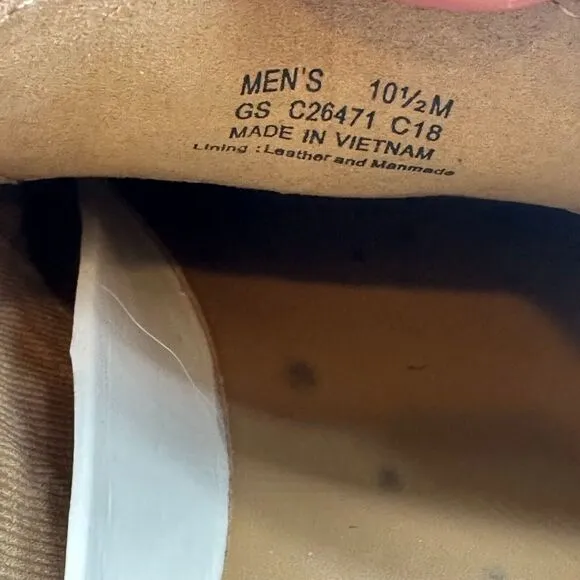 MEN'S 10½M
GS C26471 C18
MADE IN VIETNAM
Lining : Leather and Manmade